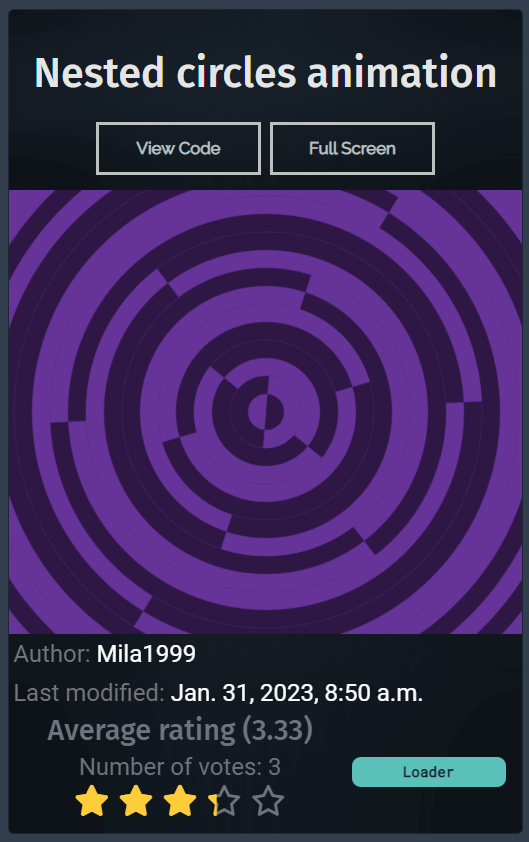 Nested circles animation
View Code Full Screen
Author: Mila1999
Last modified: Jan. 31, 2023, 8:50 a.m.
Average rating (3.33)
Number of votes: 3
Loader